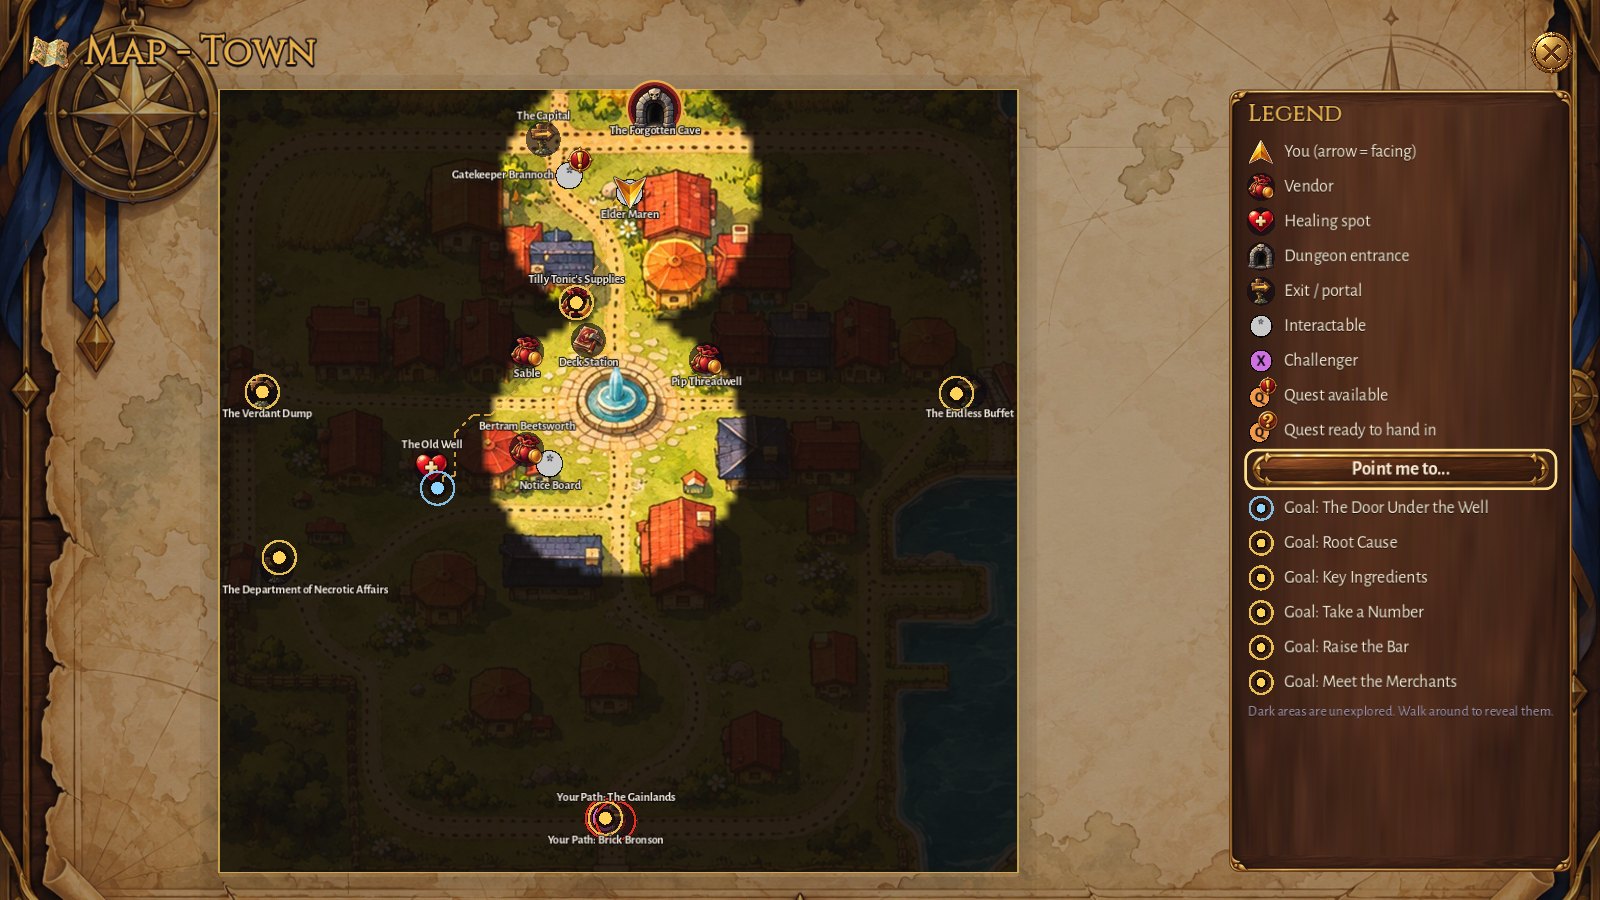 Map - Town
The Capital
The Forgotten Cave
Gatekeeper Brannoch
Elder Maren
Tilly Tonic's Supplies
Deck Station
Sable
Pip Threadwell
The Verdant Dump
The Endless Buffet
Bertram Beetsworth
The Old Well
Notice Board
The Department of Necrotic Affairs
Your Path: The Gainlands
Your Path: Brick Bronson
Legend
You (arrow = facing)
Vendor
Healing spot
Dungeon entrance
Exit / portal
* Interactable
X Challenger
Q! Quest available
Q? Quest ready to hand in
Point me to...
Goal: The Door Under the Well
Goal: Root Cause
Goal: Key Ingredients
Goal: Take a Number
Goal: Raise the Bar
Goal: Meet the Merchants
Dark areas are unexplored. Walk around to reveal them.